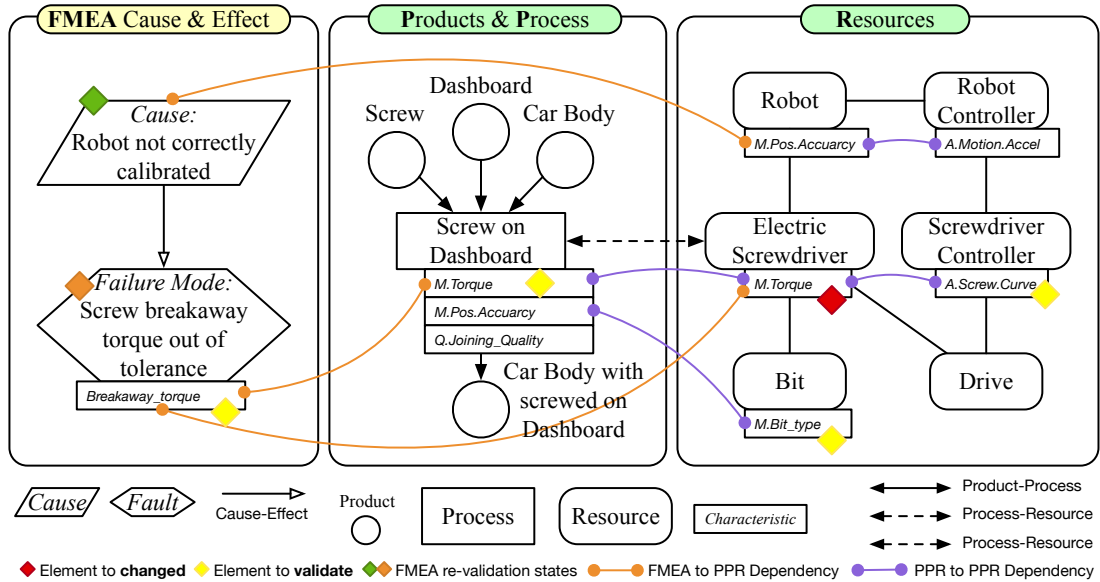 FMEA Cause & Effect
Products & Process
Resources
Cause:
Robot not correctly
calibrated
Failure Mode:
Screw breakaway
torque out of
tolerance
Breakaway_torque
Dashboard
Screw
Car Body
Screw on
Dashboard
M.Torque
M.Pos.Accuarcy
Q.Joining_Quality
Car Body with
screwed on
Dashboard
Robot
M.Pos.Accuarcy
Robot
Controller
A.Motion.Accel
Electric
Screwdriver
M.Torque
Screwdriver
Controller
A.Screw.Curve
Bit
M.Bit_type
Drive
Cause
Fault
Cause-Effect
Product
Process
Resource
Characteristic
Product-Process
Process-Resource
Process-Resource
Element to changed
Element to validate
FMEA re-validation states
FMEA to PPR Dependency
PPR to PPR Dependency